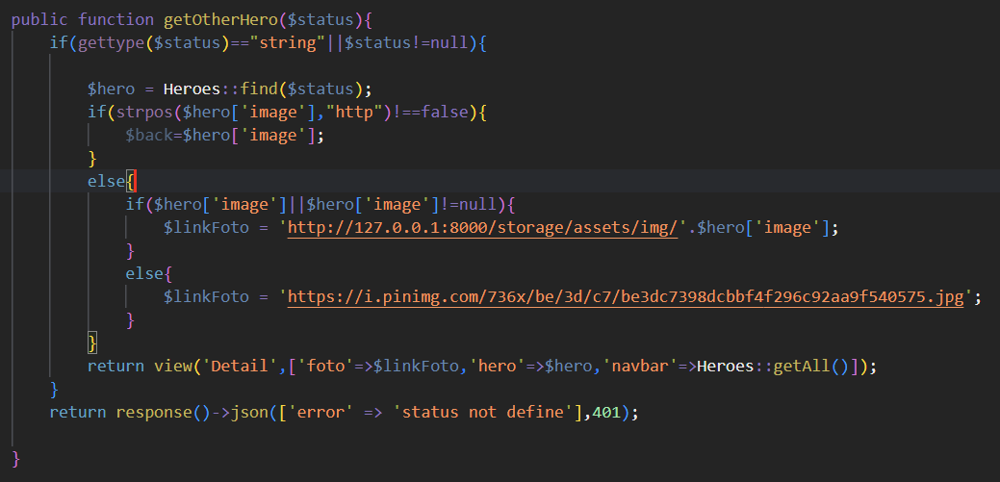 public function getOtherHero($status){
if(gettype($status)=="string"||$status!=null){
$hero = Heroes::find($status);
if(strpos($hero['image'],"http")!==false){
$back=$hero['image'];
}
else{
if($hero['image']||$hero['image']!=null){
$linkFoto = 'http://127.0.0.1:8000/storage/assets/img/'.$hero['image'];
}
else{
$linkFoto = 'https://i.pinimg.com/736x/be/3d/c7/be3dc7398dcbbf4f296c92aa9f540575.jpg';
}
}
return view('Detail',['foto'=>$linkFoto,'hero'=>$hero,'navbar'=>Heroes::getAll()]);
}
return response()->json(['error' => 'status not define'],401);
}